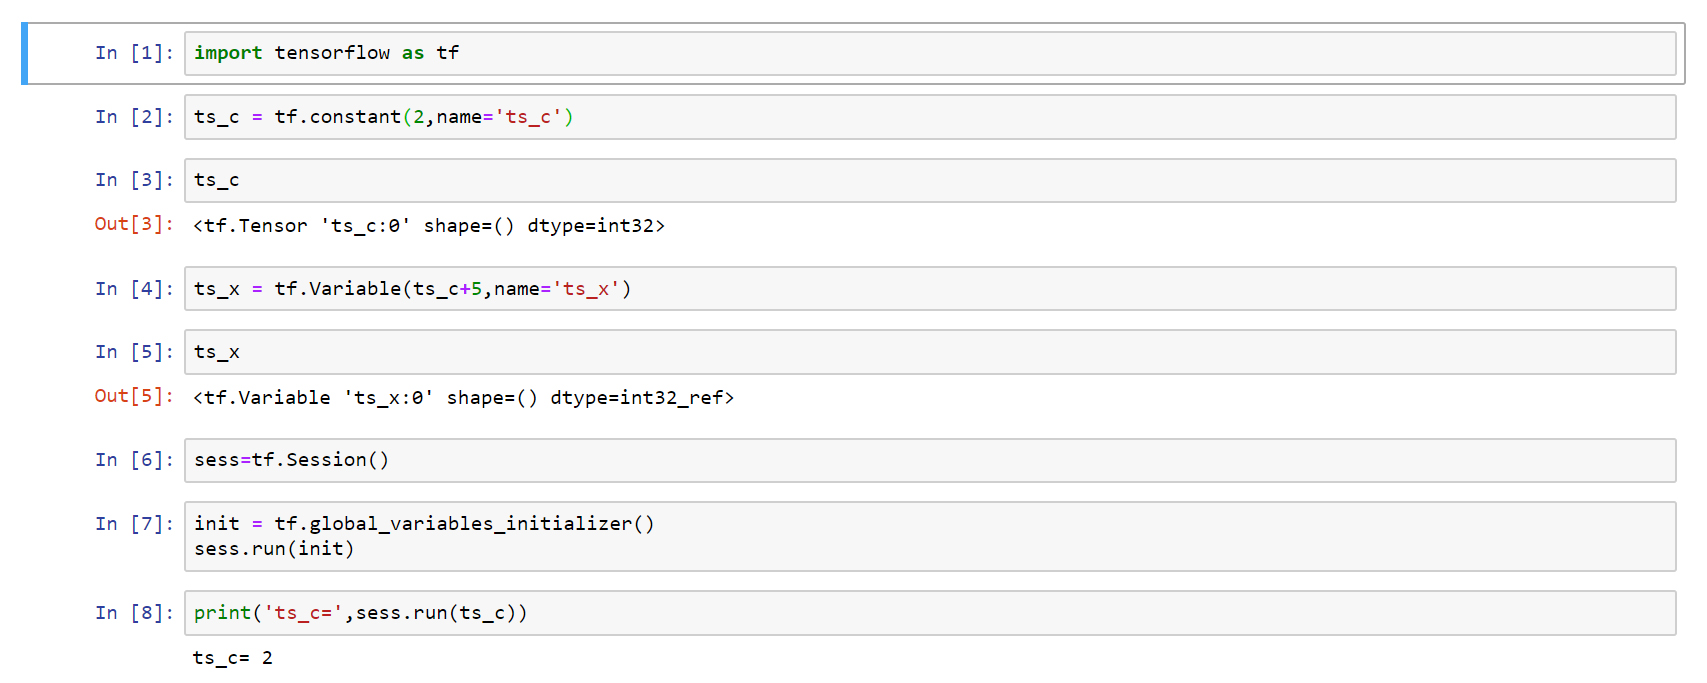 In [1]: import tensorflow as tf
In [2]: ts_c = tf.constant(2,name='ts_c')
In [3]: ts_c
Out[3]: <tf.Tensor 'ts_c:0' shape=() dtype=int32>
In [4]: ts_x = tf.Variable(ts_c+5,name='ts_x')
In [5]: ts_x
Out[5]: <tf.Variable 'ts_x:0' shape=() dtype=int32_ref>
In [6]: sess=tf.Session()
In [7]: init = tf.global_variables_initializer()
sess.run(init)
In [8]: print('ts_c=',sess.run(ts_c))
ts_c= 2